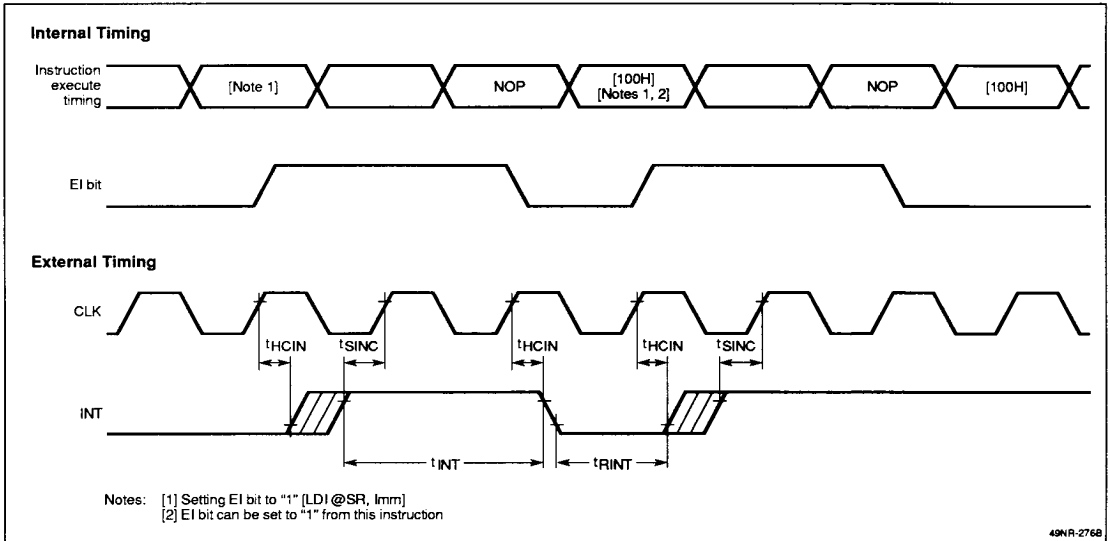 Internal Timing
Instruction
execute
timing
[Note 1]
NOP
[100H]
[Notes 1, 2]
NOP
[100H]
EI bit
External Timing
CLK
tHCIN
tSINC
tHCIN
tHCIN
tSINC
INT
tINT
tRINT
Notes: [1] Setting EI bit to "1" [LDI @SR, Imm]
[2] EI bit can be set to "1" from this instruction
49NR-276B